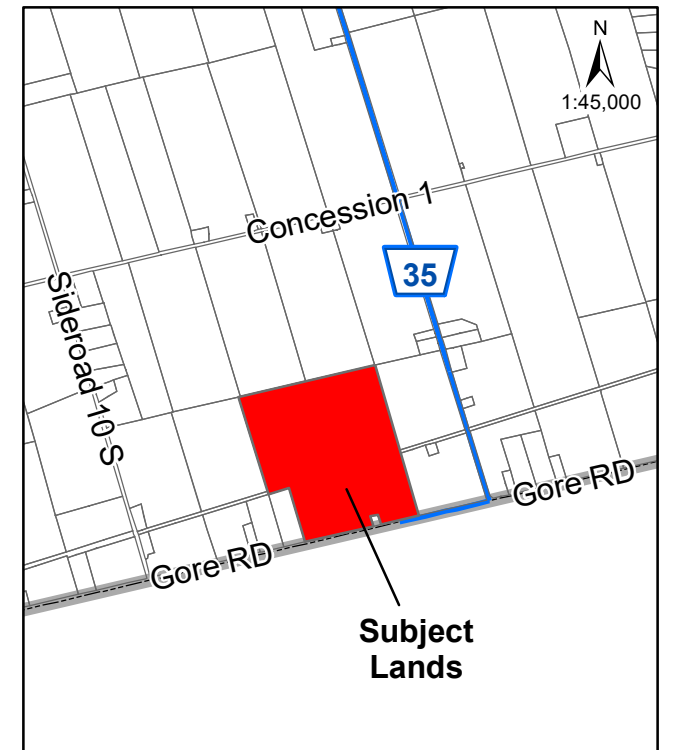 N
1:45,000
Concession 1
35
Sideroad 10 S
Gore RD
Gore RD
Subject
Lands